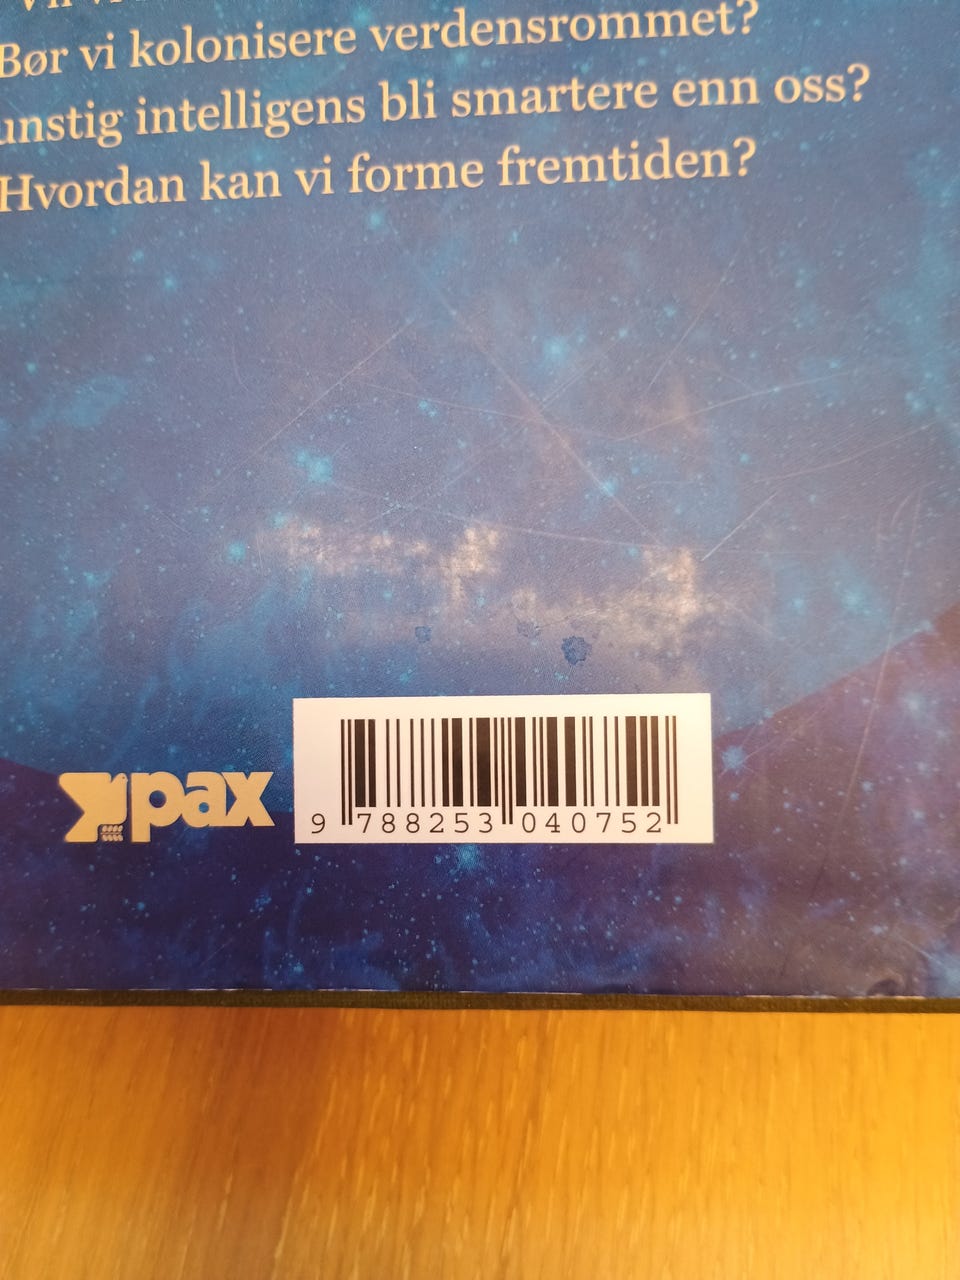 Bør vi kolonisere verdensrommet?
unstig intelligens bli smartere enn oss?
Hvordan kan vi forme fremtiden?
pax
9 788253 040752